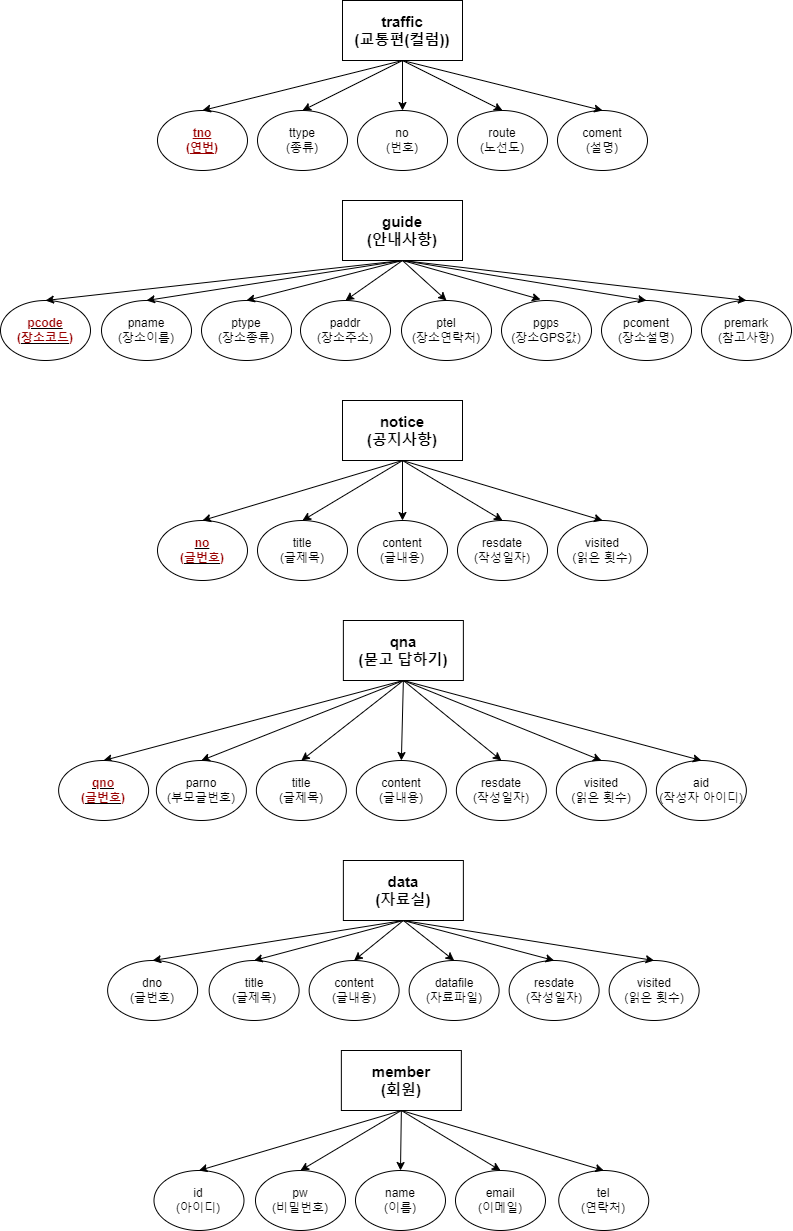 traffic
(교통편(컬럼))
tno
(연번)
ttype
(종류)
no
(번호)
route
(노선도)
coment
(설명)
guide
(안내사항)
pcode
(장소코드)
pname
(장소이름)
ptype
(장소종류)
paddr
(장소주소)
ptel
(장소연락처)
pgps
(장소GPS값)
pcoment
(장소설명)
premark
(참고사항)
notice
(공지사항)
no
(글번호)
title
(글제목)
content
(글내용)
resdate
(작성일자)
visited
(읽은 횟수)
qna
(묻고 답하기)
qno
(글번호)
parno
(부모글번호)
title
(글제목)
content
(글내용)
resdate
(작성일자)
visited
(읽은 횟수)
aid
(작성자 아이디)
data
(자료실)
dno
(글번호)
title
(글제목)
content
(글내용)
datafile
(자료파일)
resdate
(작성일자)
visited
(읽은 횟수)
member
(회원)
id
(아이디)
pw
(비밀번호)
name
(이름)
email
(이메일)
tel
(연락처)